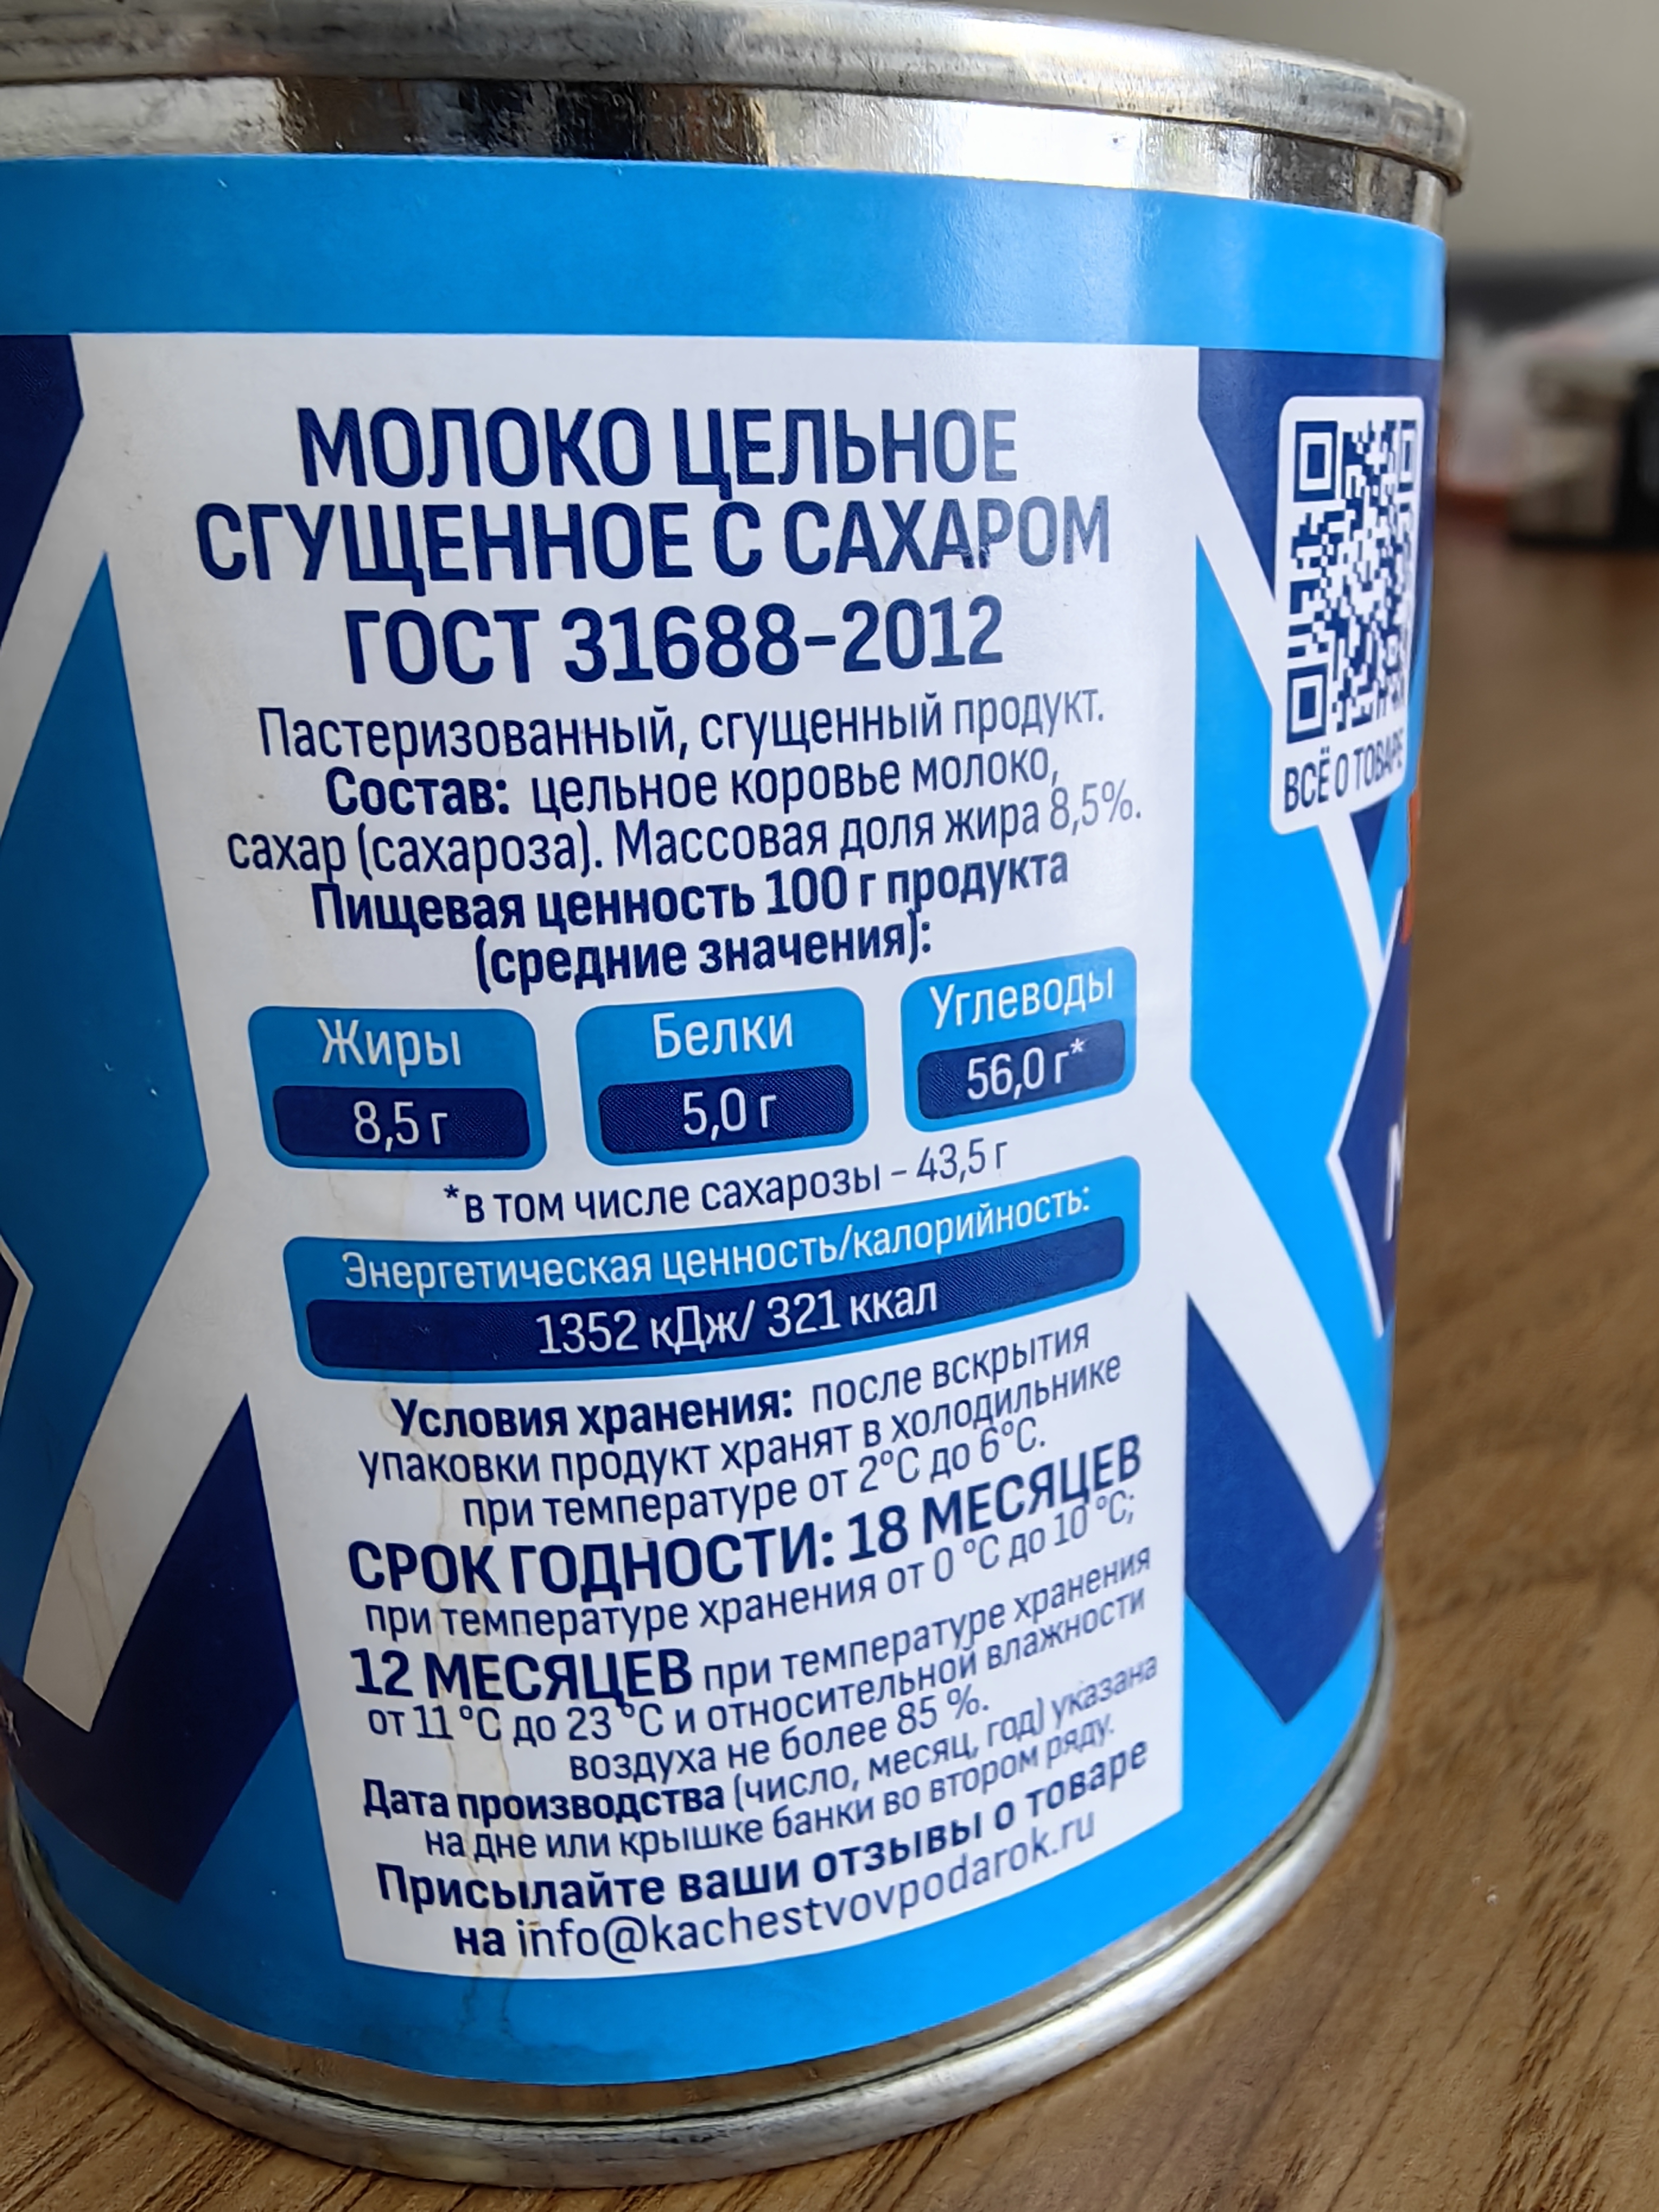 МОЛОКО ЦЕЛЬНОЕ
СГУЩЕННОЕ С САХАРОМ
ГОСТ 31688-2012
Пастеризованный, сгущенный продукт.
Состав: цельное коровье молоко,
сахар (сахароза). Массовая доля жира 8,5%.
Пищевая ценность 100 г продукта
(средние значения):
Жиры
8,5 г
Белки
5,0 г
Углеводы
56,0 г*
*в том числе сахарозы – 43,5 г
Энергетическая ценность/калорийность:
1352 кДж/ 321 ккал
Условия хранения: после вскрытия
упаковки продукт хранят в холодильнике
при температуре от 2°С до 6°С.
СРОК ГОДНОСТИ: 18 МЕСЯЦЕВ
при температуре хранения от 0 °С до 10 °С;
12 МЕСЯЦЕВ при температуре хранения
от 11 °С до 23 °С и относительной влажности
воздуха не более 85 %.
Дата производства (число, месяц, год) указана
на дне или крышке банки во втором ряду.
Присылайте ваши отзывы о товаре
на info@kachestvovpodarok.ru
ВСЁ О ТОВАРЕ